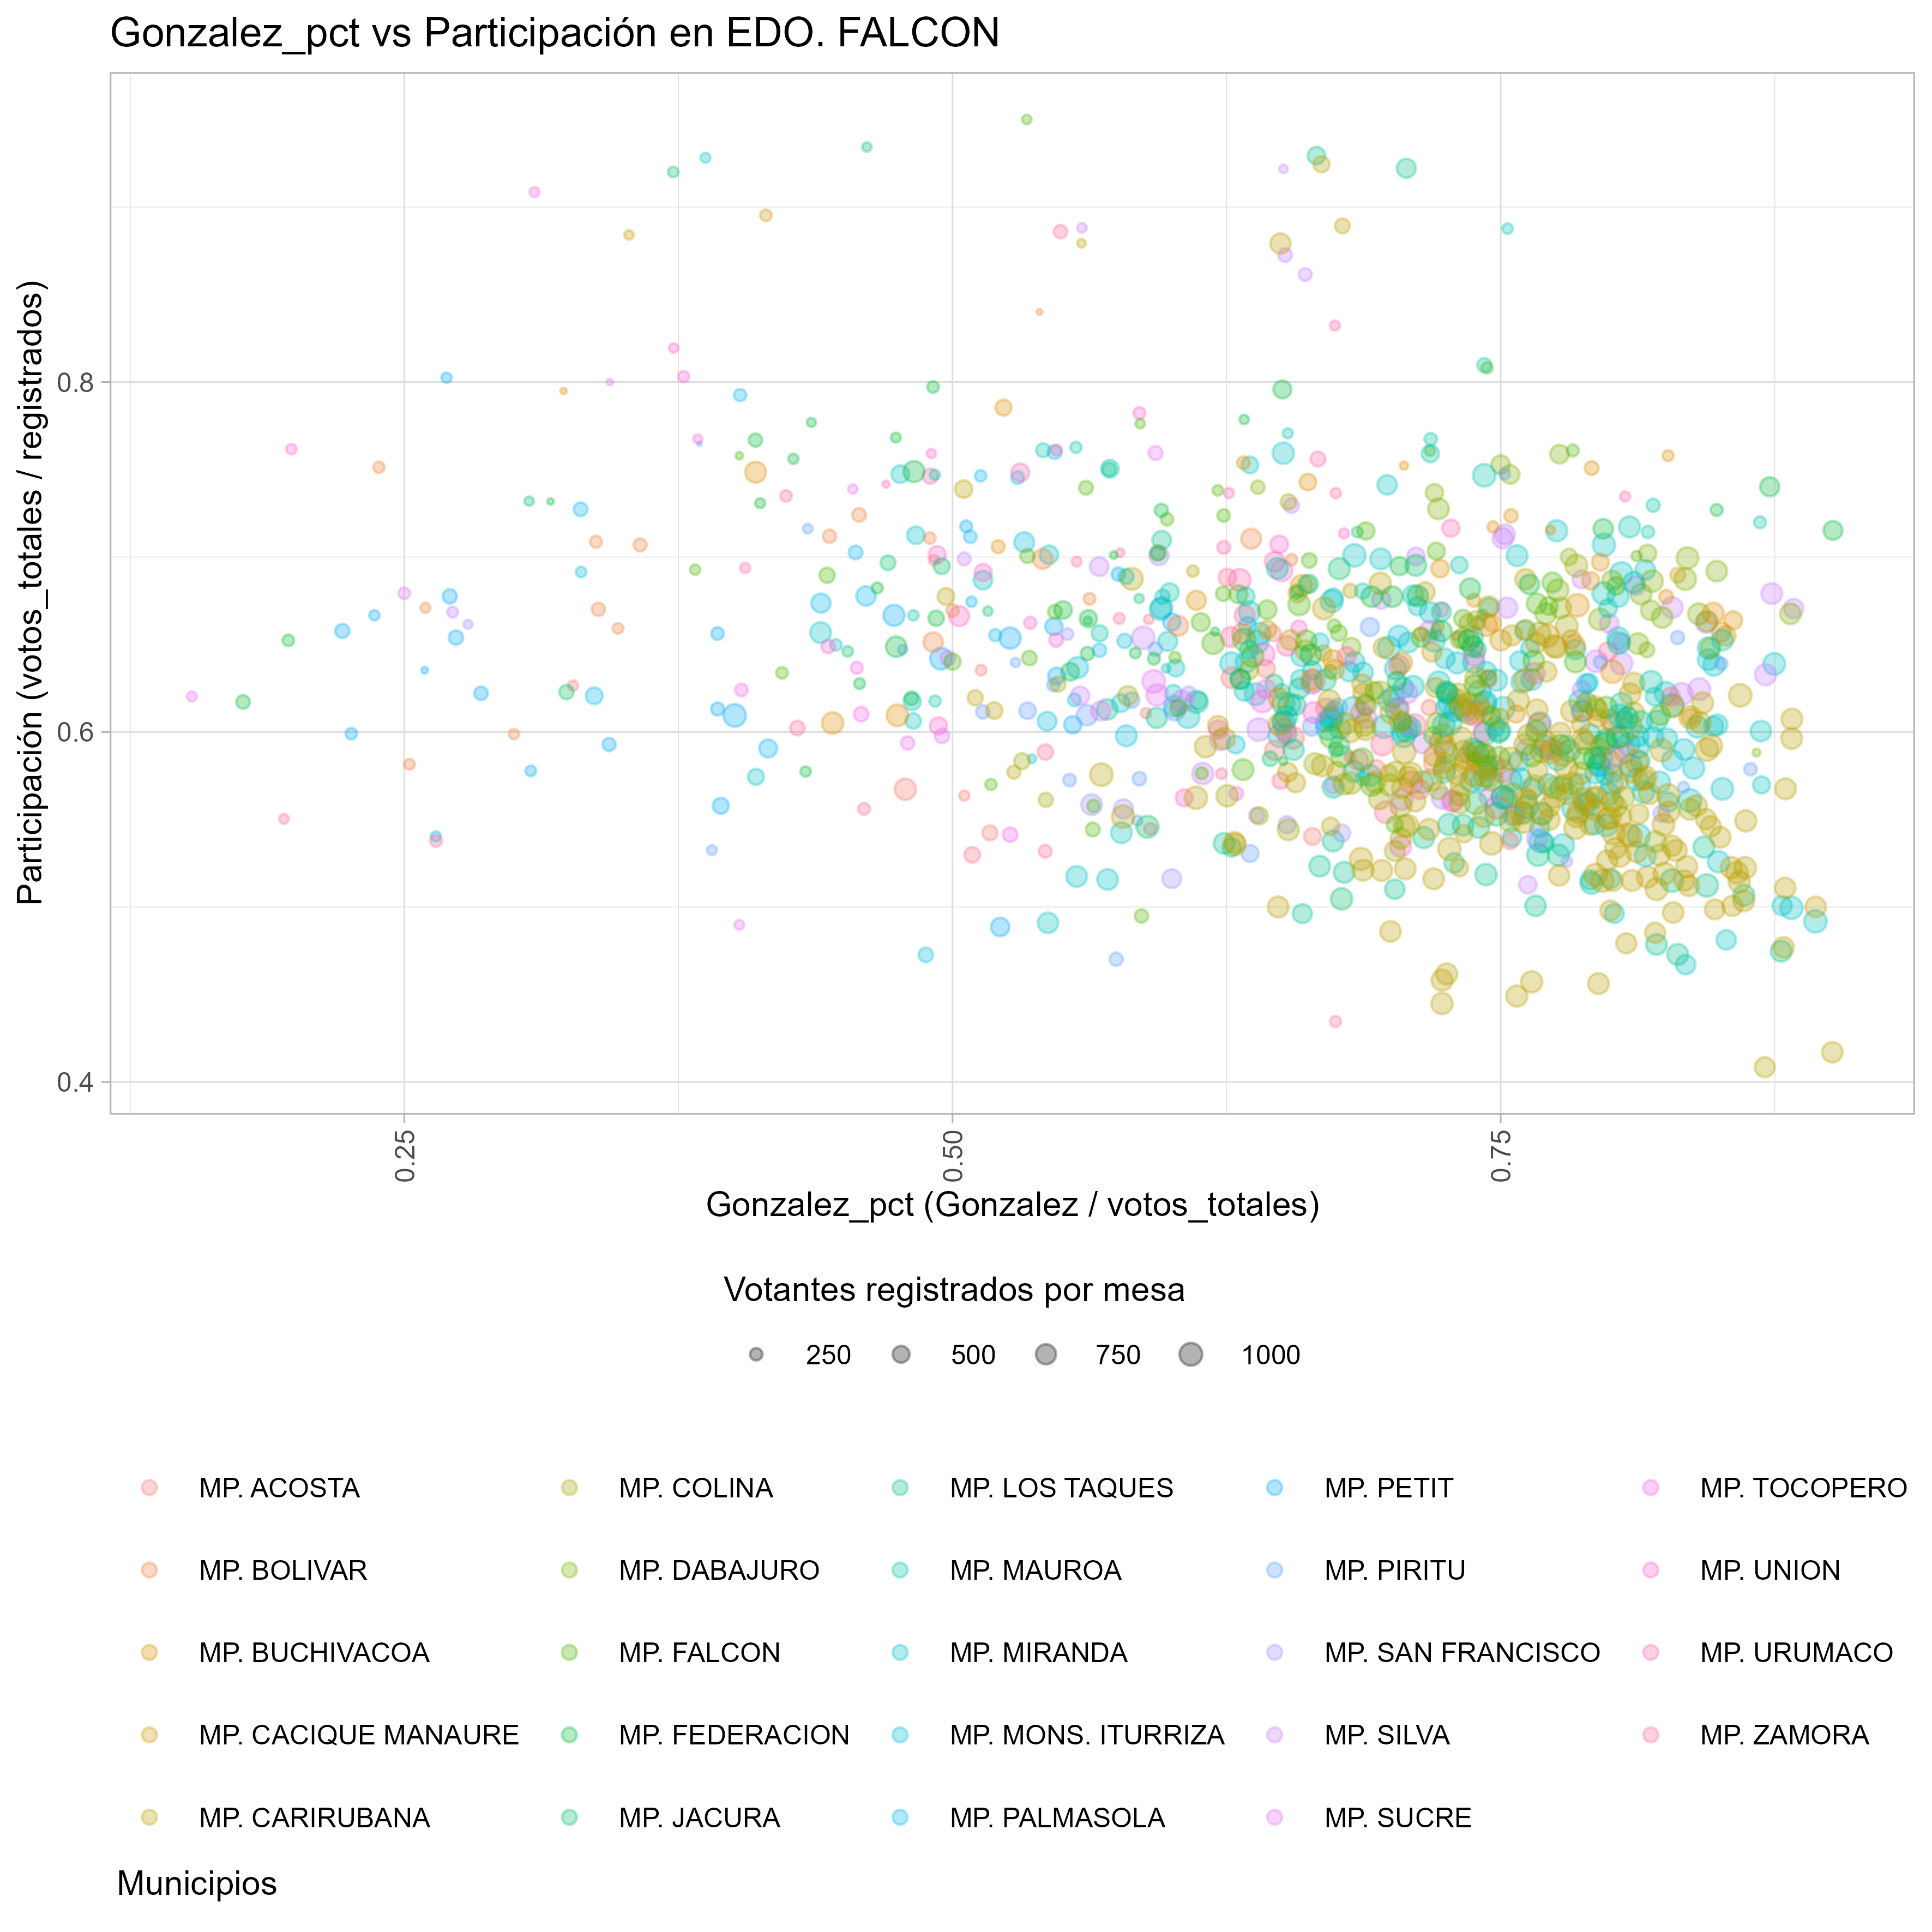 Gonzalez_pct vs Participación en EDO. FALCON
Participación (votos_totales / registrados)
0.8
0.6
0.4
0.25
0.50
0.75
Gonzalez_pct (Gonzalez / votos_totales)
Votantes registrados por mesa
250 500 750 1000
MP. ACOSTA MP. COLINA MP. LOS TAQUES MP. PETIT MP. TOCOPERO
MP. BOLIVAR MP. DABAJURO MP. MAUROA MP. PIRITU MP. UNION
MP. BUCHIVACOA MP. FALCON MP. MIRANDA MP. SAN FRANCISCO MP. URUMACO
MP. CACIQUE MANAURE MP. FEDERACION MP. MONS. ITURRIZA MP. SILVA MP. ZAMORA
MP. CARIRUBANA MP. JACURA MP. PALMASOLA MP. SUCRE
Municipios